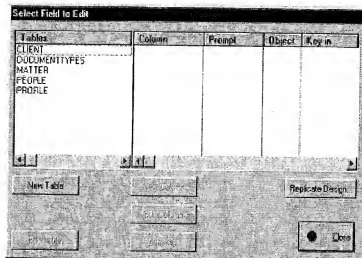 Select Field to Edit
Tables
CLIENT
DOCUMENTTYPES
MATTER
PEOPLE
PROFILE
Column Prompt Object Key in
New Table
Replicate Design
Close